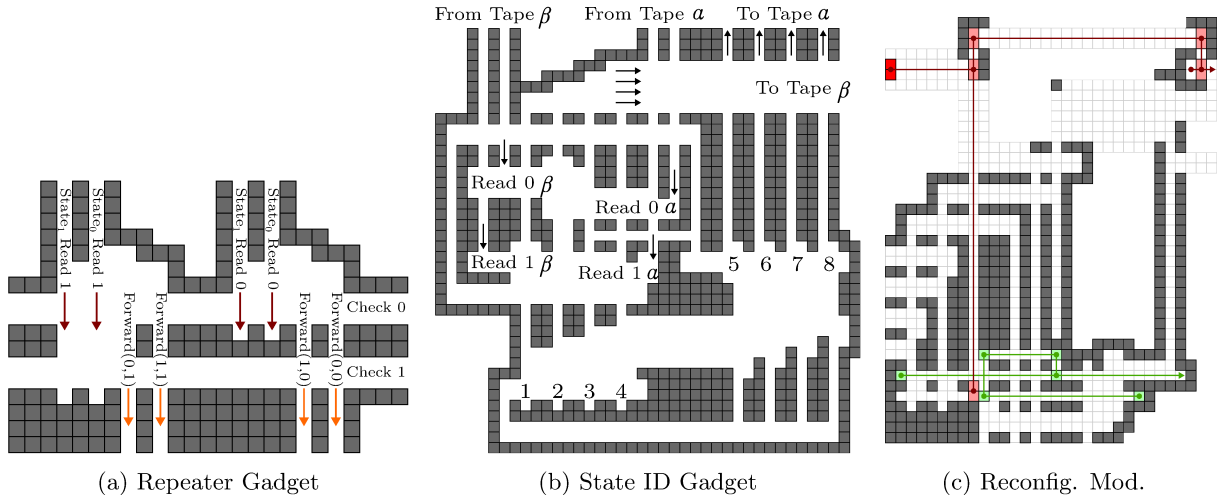 State₁ Read 1
State₀ Read 1
State₁ Read 0
State₀ Read 0
Check 0
Forward(0,1)
Forward(1,1)
Forward(1,0)
Forward(0,0)
Check 1
(a) Repeater Gadget
From Tape β
From Tape α
To Tape α
To Tape β
Read 0 β
Read 0 α
Read 1 β
Read 1 α
5 6 7 8
1 2 3 4
(b) State ID Gadget
(c) Reconfig. Mod.